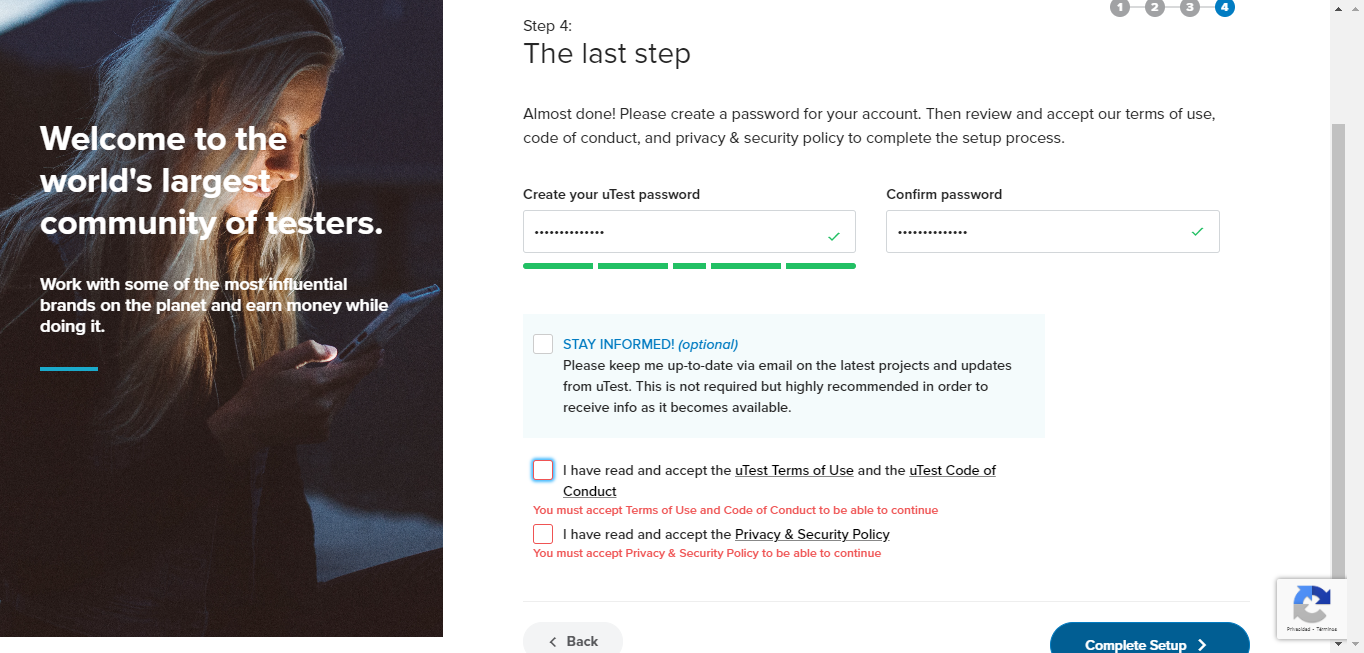 Welcome to the
world's largest
community of testers.
Work with some of the most influential
brands on the planet and earn money while
doing it.
1 2 3 4
Step 4:
The last step
Almost done! Please create a password for your account. Then review and accept our terms of use,
code of conduct, and privacy & security policy to complete the setup process.
Create your uTest password
Confirm password
••••••••••••••
••••••••••••••
STAY INFORMED! (optional)
Please keep me up-to-date via email on the latest projects and updates
from uTest. This is not required but highly recommended in order to
receive info as it becomes available.
I have read and accept the uTest Terms of Use and the uTest Code of
Conduct
You must accept Terms of Use and Code of Conduct to be able to continue
I have read and accept the Privacy & Security Policy
You must accept Privacy & Security Policy to be able to continue
Back
Complete Setup
Privacidad - Términos